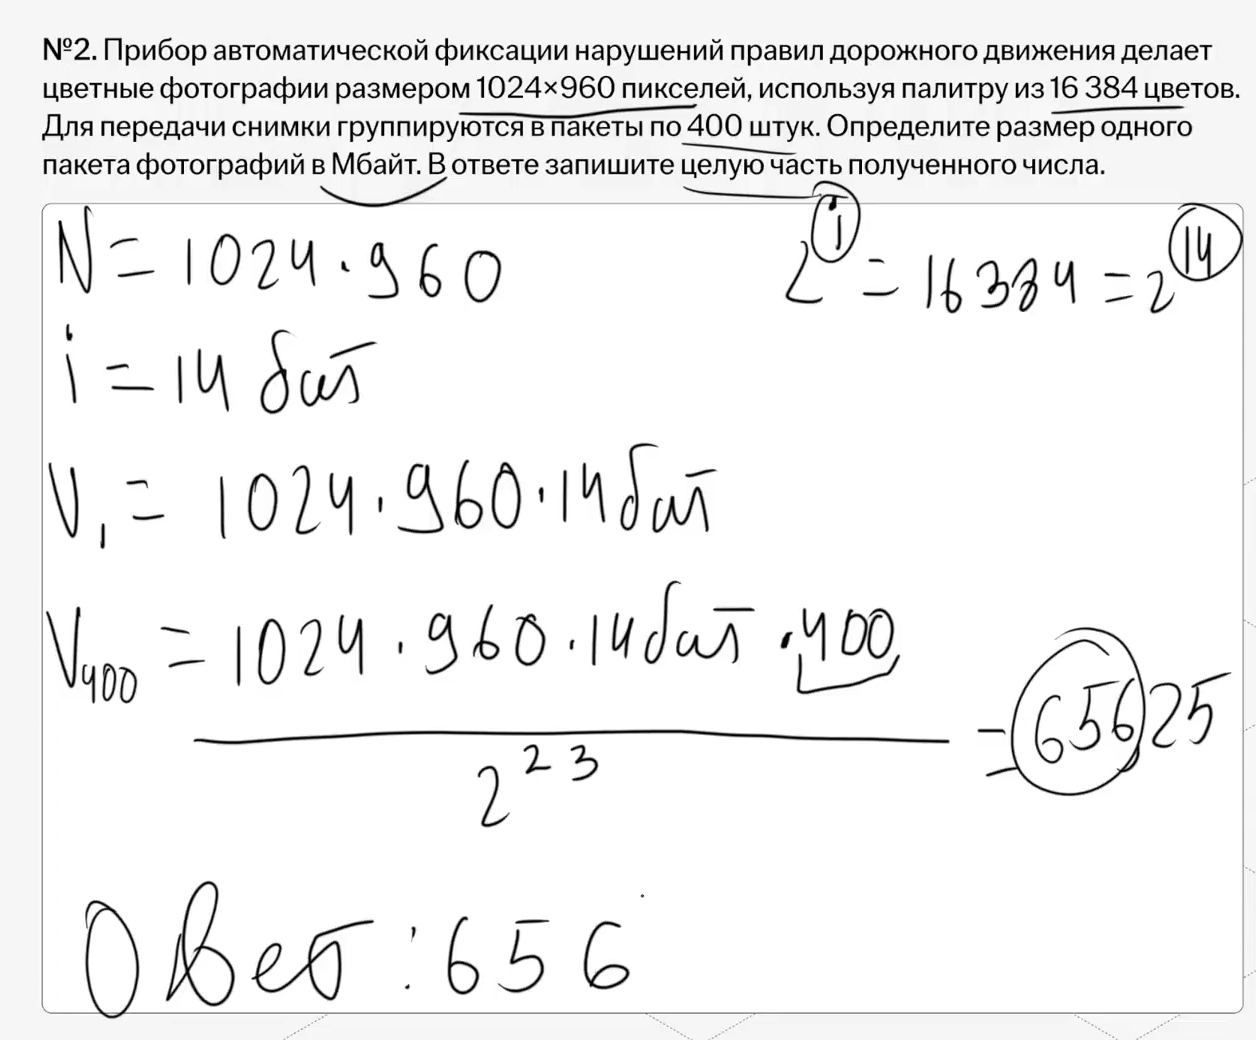 №2. Прибор автоматической фиксации нарушений правил дорожного движения делает
цветные фотографии размером 1024×960 пикселей, используя палитру из 16 384 цветов.
Для передачи снимки группируются в пакеты по 400 штук. Определите размер одного
пакета фотографий в Мбайт. В ответе запишите целую часть полученного числа.
N = 1024 · 960
2^i = 16384 = 2^14
i = 14 бит
V₁ = 1024 · 960 · 14 бит
V₄₀₀ = 1024 · 960 · 14 бит · 400
= 656,25
2^23
Ответ: 656